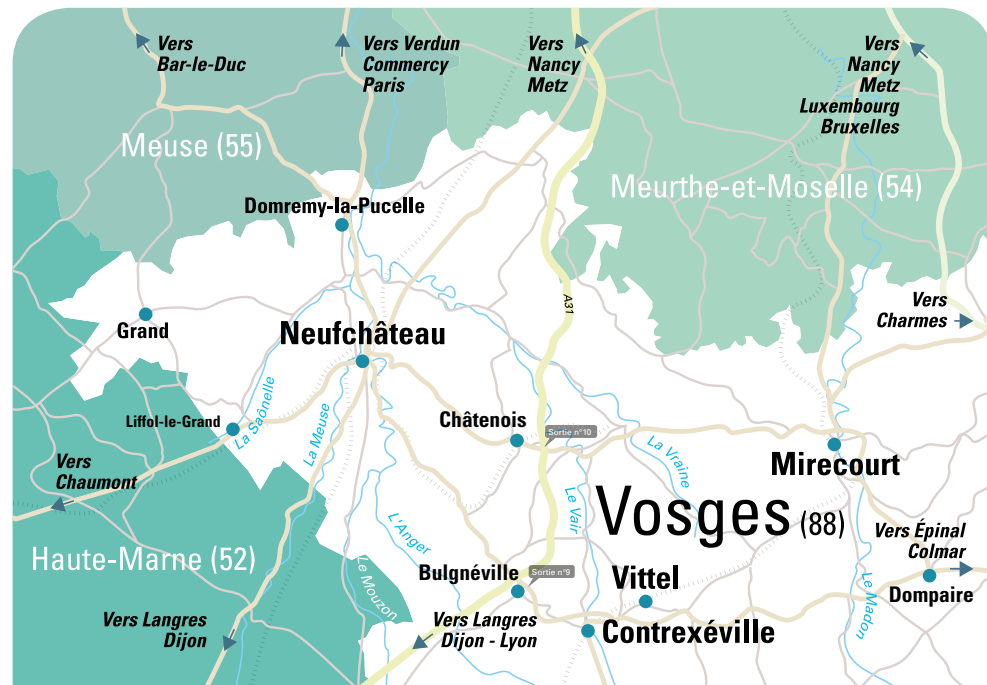 Vers
Bar-le-Duc
Vers Verdun
Commercy
Paris
Vers
Nancy
Metz
Vers
Nancy
Metz
Luxembourg
Bruxelles
Meuse (55)
Meurthe-et-Moselle (54)
Domremy-la-Pucelle
A31
Vers
Charmes
Grand
Neufchâteau
Liffol-le-Grand
La Saônelle
La Meuse
Châtenois
Sortie n°10
La Vraine
Mirecourt
Vers
Chaumont
L'Anger
Le Vair
Vosges (88)
Haute-Marne (52)
Le Mouzon
Bulgnéville
Sortie n°9
Vittel
Vers Épinal
Colmar
Dompaire
Le Madon
Vers Langres
Dijon
Vers Langres
Dijon - Lyon
Contrexéville